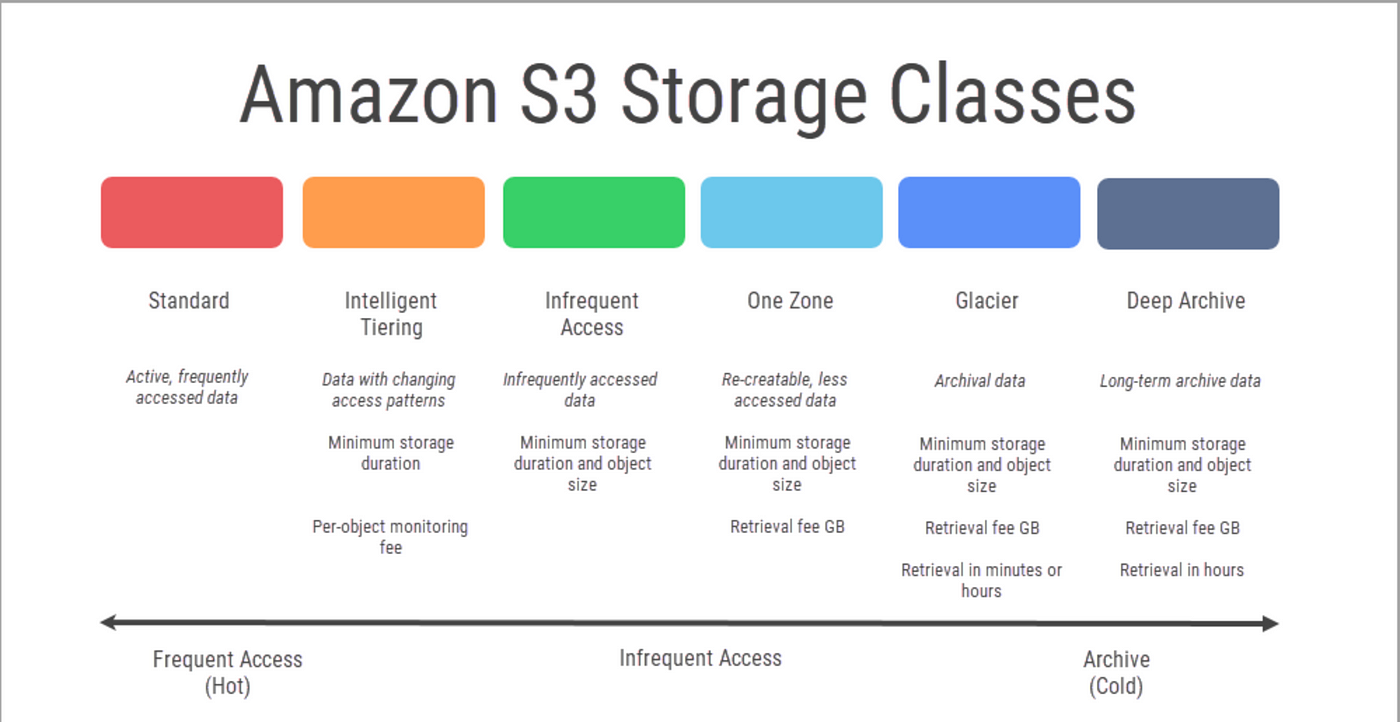 Amazon S3 Storage Classes
Standard
Active, frequently
accessed data
Intelligent
Tiering
Data with changing
access patterns
Minimum storage
duration
Per-object monitoring
fee
Infrequent
Access
Infrequently accessed
data
Minimum storage
duration and object
size
One Zone
Re-creatable, less
accessed data
Minimum storage
duration and object
size
Retrieval fee GB
Glacier
Archival data
Minimum storage
duration and object
size
Retrieval fee GB
Retrieval in minutes or
hours
Deep Archive
Long-term archive data
Minimum storage
duration and object
size
Retrieval fee GB
Retrieval in hours
Frequent Access
(Hot)
Infrequent Access
Archive
(Cold)